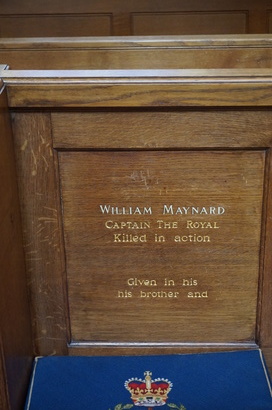 WILLIAM MAYNARD
CAPTAIN THE ROYAL
Killed in action
Given in his
his brother and